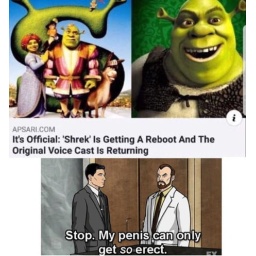 APSARI.COM
It's Official: 'Shrek' Is Getting A Reboot And The
Original Voice Cast Is Returning
Stop. My penis can only
get so erect.
FX